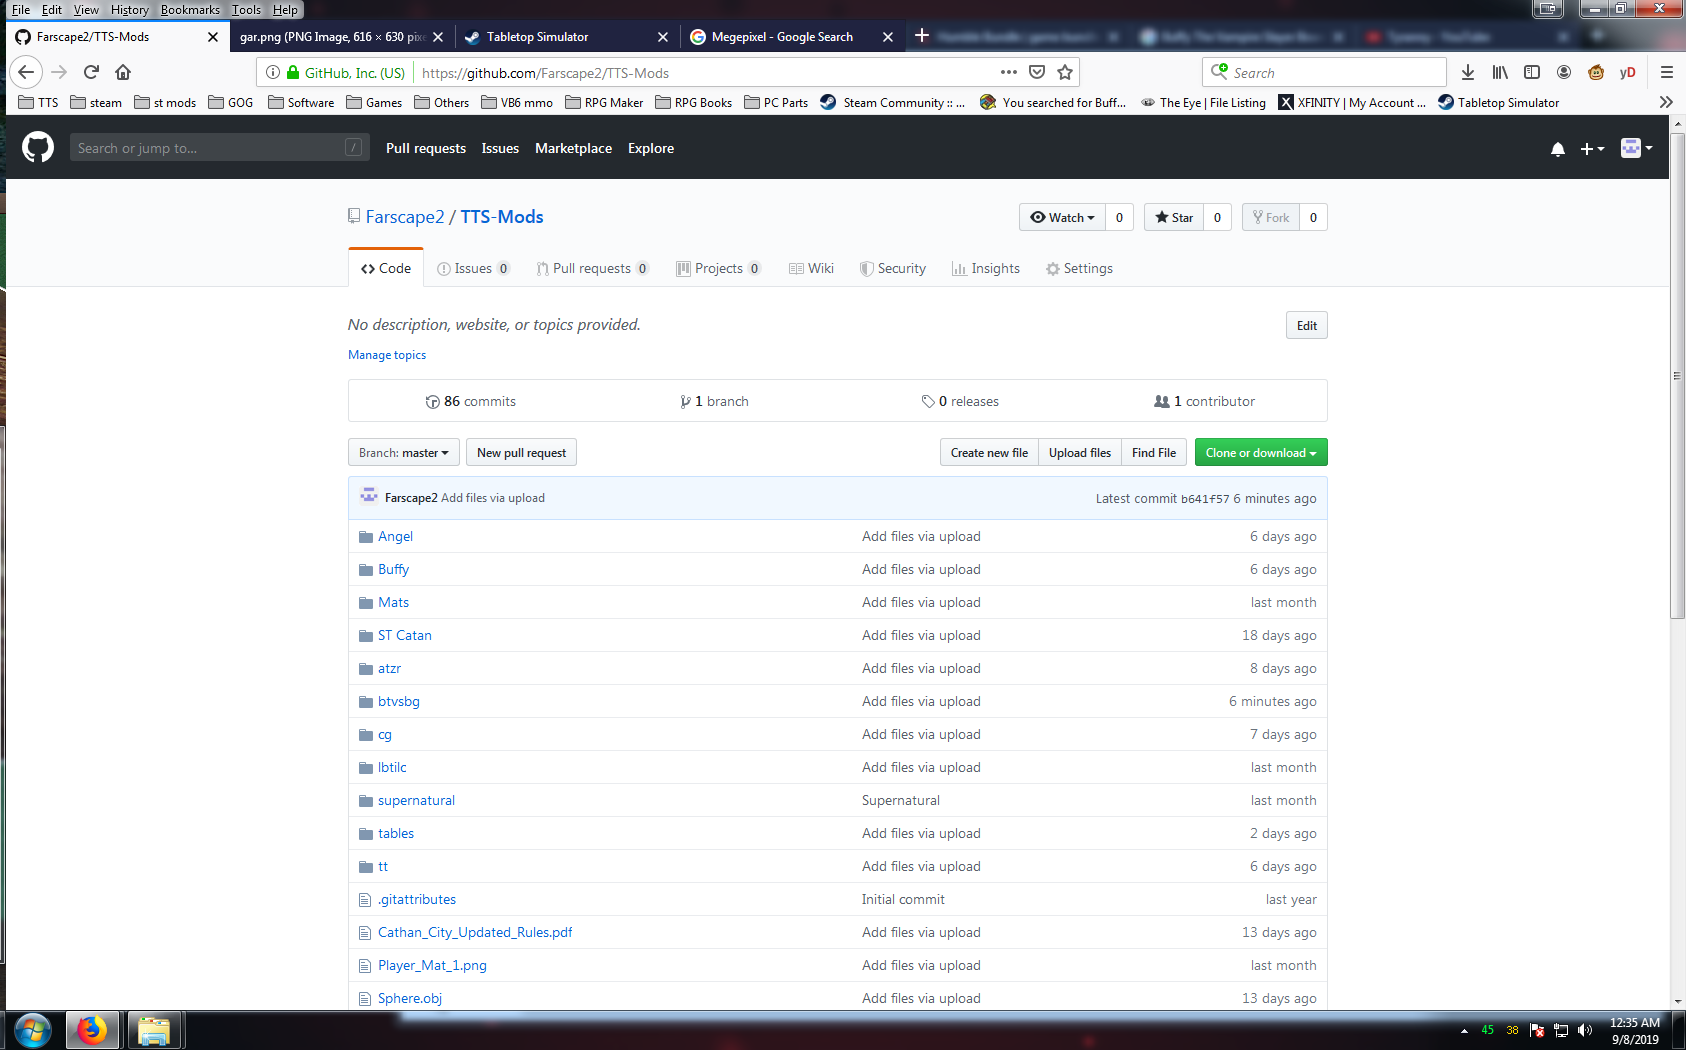 File Edit View History Bookmarks Tools Help
Farscape2/TTS-Mods
gar.png (PNG Image, 616 × 630 pixe
Tabletop Simulator
Megepixel - Google Search
GitHub, Inc. (US) https://github.com/Farscape2/TTS-Mods
Search
yD
TTS steam st mods GOG Software Games Others VB6 mmo RPG Maker RPG Books PC Parts Steam Community :: ... You searched for Buff... The Eye | File Listing XFINITY | My Account ... Tabletop Simulator
Search or jump to... /
Pull requests Issues Marketplace Explore
Farscape2 / TTS-Mods
Watch 0 Star 0 Fork 0
Code Issues 0 Pull requests 0 Projects 0 Wiki Security Insights Settings
No description, website, or topics provided.
Edit
Manage topics
86 commits 1 branch 0 releases 1 contributor
Branch: master New pull request Create new file Upload files Find File Clone or download
Farscape2 Add files via upload Latest commit b641f57 6 minutes ago
Angel Add files via upload 6 days ago
Buffy Add files via upload 6 days ago
Mats Add files via upload last month
ST Catan Add files via upload 18 days ago
atzr Add files via upload 8 days ago
btvsbg Add files via upload 6 minutes ago
cg Add files via upload 7 days ago
lbtilc Add files via upload last month
supernatural Supernatural last month
tables Add files via upload 2 days ago
tt Add files via upload 6 days ago
.gitattributes Initial commit last year
Cathan_City_Updated_Rules.pdf Add files via upload 13 days ago
Player_Mat_1.png Add files via upload last month
Sphere.obj Add files via upload 13 days ago
45 38
12:35 AM
9/8/2019